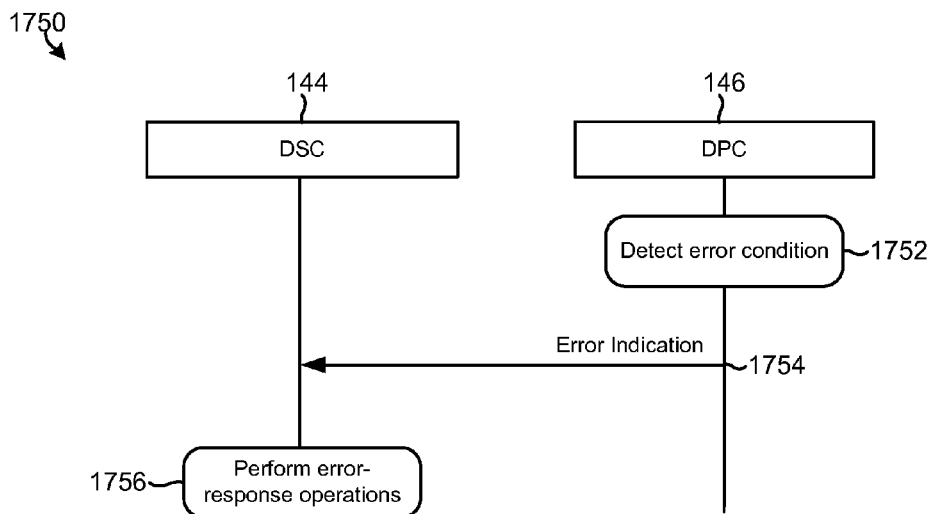 1750
144
146
DSC
DPC
Detect error condition
1752
Error Indication
1754
1756
Perform error-
response operations